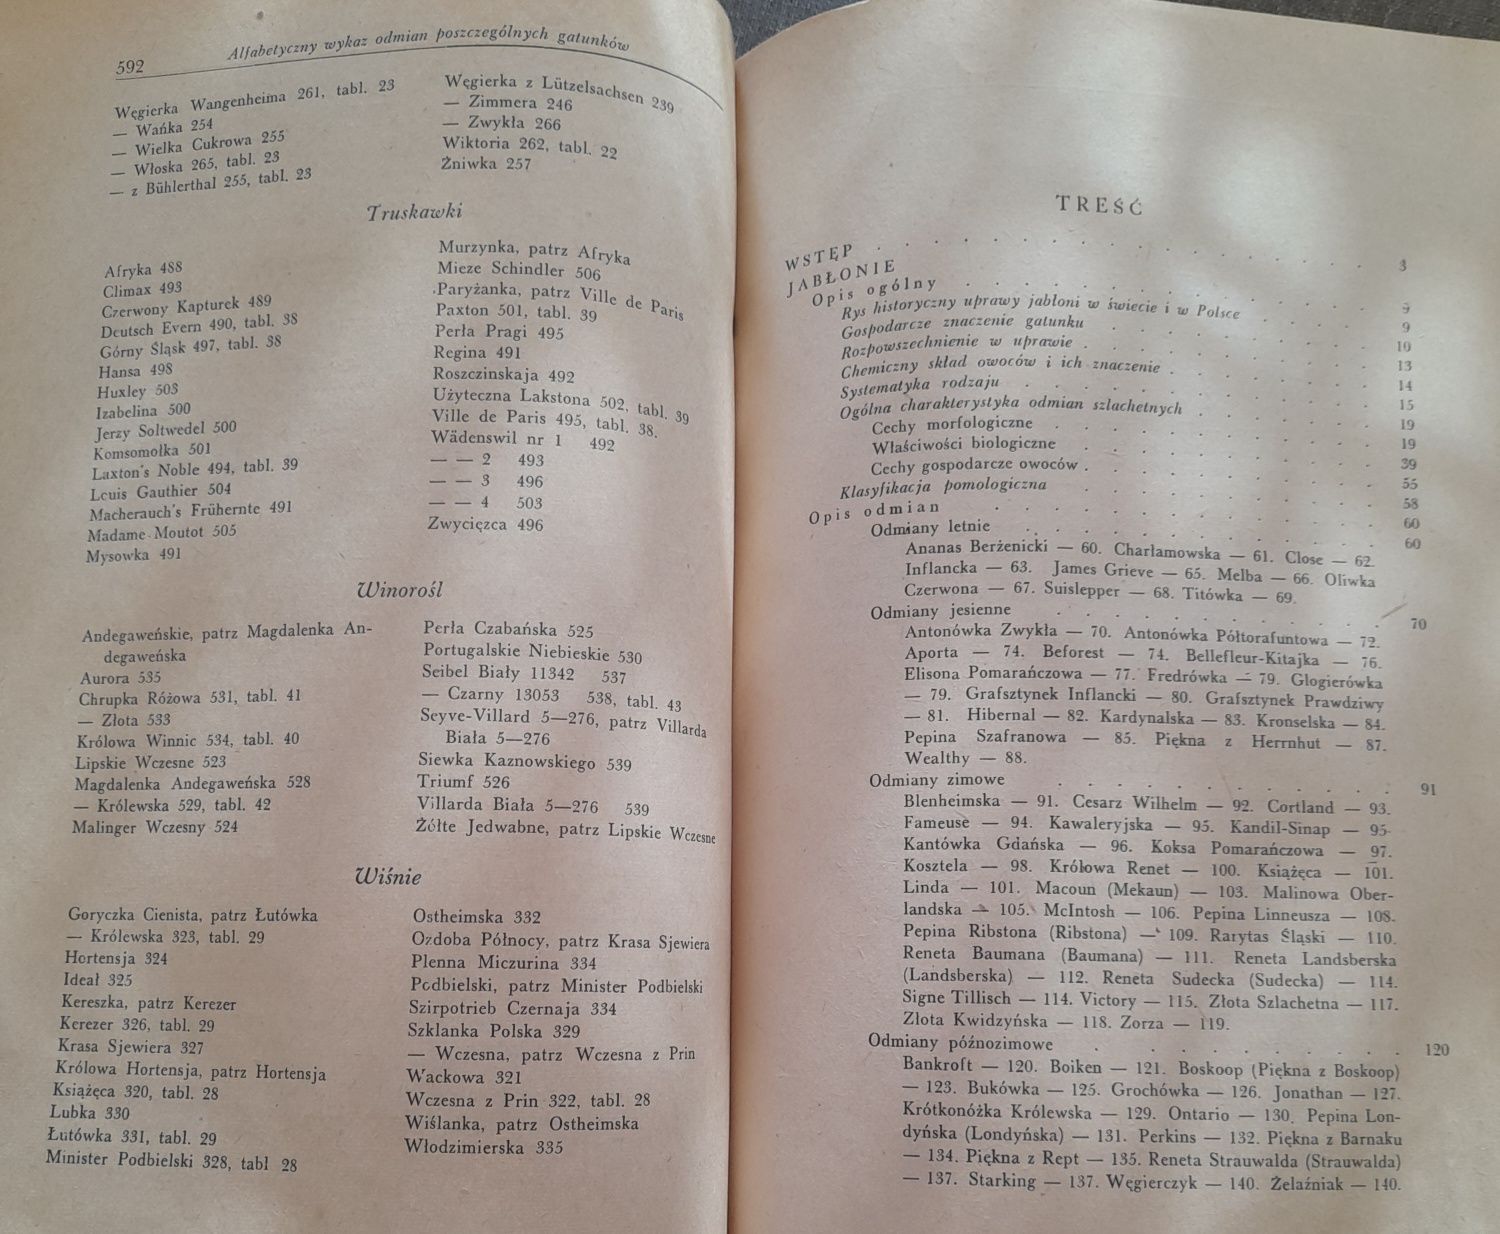 592
Alfabetyczny wykaz odmian poszczególnych gatunków
Węgierka Wangenheima 261, tabl. 23
— Wańka 254
— Wielka Cukrowa 255
— Włoska 265, tabl. 23
— z Bühlerthal 255, tabl. 23
Węgierka z Lützelsachsen 239
— Zimmera 246
— Zwykła 266
Wiktoria 262, tabl. 22
Żniwka 257
Truskawki
Afryka 488
Climax 493
Czerwony Kapturek 489
Deutsch Evern 490, tabl. 38
Górny Śląsk 497, tabl. 38
Hansa 498
Huxley 503
Izabelina 500
Jerzy Soltwedel 500
Komsomołka 501
Laxton's Noble 494, tabl. 39
Louis Gauthier 504
Macherauch's Frühernte 491
Madame Moutot 505
Mysowka 491
Murzynka, patrz Afryka
Mieze Schindler 506
Paryżanka, patrz Ville de Paris
Paxton 501, tabl. 39
Perła Pragi 495
Regina 491
Roszczinskaja 492
Użyteczna Lakstona 502, tabl. 39
Ville de Paris 495, tabl. 38.
Wädenswil nr 1 492
— — 2 493
— — 3 496
— — 4 503
Zwycięzca 496
Winorośl
Andegaweńskie, patrz Magdalenka An-
degaweńska
Aurora 535
Chrupka Różowa 531, tabl. 41
— Złota 533
Królowa Winnic 534, tabl. 40
Lipskie Wczesne 523
Magdalenka Andegaweńska 528
— Królewska 529, tabl. 42
Malinger Wczesny 524
Perła Czabańska 525
Portugalskie Niebieskie 530
Seibel Biały 11342 537
— Czarny 13053 538, tabl. 43
Seyve-Villard 5—276, patrz Villarda
Biała 5—276
Siewka Kaznowskiego 539
Triumf 526
Villarda Biała 5—276 539
Żółte Jedwabne, patrz Lipskie Wczesne
Wiśnie
Goryczka Cienista, patrz Łutówka
— Królewska 323, tabl. 29
Hortensja 324
Ideał 325
Kereszka, patrz Kerezer
Kerezer 326, tabl. 29
Krasa Sjewiera 327
Królowa Hortensja, patrz Hortensja
Książęca 320, tabl. 28
Lubka 330
Łutówka 331, tabl. 29
Minister Podbielski 328, tabl 28
Ostheimska 332
Ozdoba Północy, patrz Krasa Sjewiera
Plenna Miczurina 334
Podbielski, patrz Minister Podbielski
Szirpotrieb Czernaja 334
Szklanka Polska 329
— Wczesna, patrz Wczesna z Prin
Wackowa 321
Wczesna z Prin 322, tabl. 28
Wiślanka, patrz Ostheimska
Włodzimierska 335
TREŚĆ
WSTĘP . . . 3
JABŁONIE
Opis ogólny . . . 9
Rys historyczny uprawy jabłoni w świecie i w Polsce . . . 9
Gospodarcze znaczenie gatunku . . . 10
Rozpowszechnienie w uprawie . . . 13
Chemiczny skład owoców i ich znaczenie . . . 14
Systematyka rodzaju . . . 15
Ogólna charakterystyka odmian szlachetnych . . . 19
Cechy morfologiczne . . . 19
Właściwości biologiczne . . . 39
Cechy gospodarcze owoców . . . 55
Klasyfikacja pomologiczna . . . 58
Opis odmian . . . 60
Odmiany letnie . . . 60
Ananas Berżenicki — 60. Charłamowska — 61. Close — 62.
Inflancka — 63. James Grieve — 65. Melba — 66. Oliwka
Czerwona — 67. Suislepper — 68. Titówka — 69.
Odmiany jesienne . . . 70
Antonówka Zwykła — 70. Antonówka Półtorafuntowa — 72.
Aporta — 74. Beforest — 74. Bellefleur-Kitajka — 76.
Elisona Pomarańczowa — 77. Fredrówka — 79. Glogierówka
— 79. Grafsztynek Inflancki — 80. Grafsztynek Prawdziwy
— 81. Hibernal — 82. Kardynalska — 83. Kronselska — 84.
Pepina Szafranowa — 85. Piękna z Herrnhut — 87.
Wealthy — 88.
Odmiany zimowe . . . 91
Blenheimska — 91. Cesarz Wilhelm — 92. Cortland — 93.
Fameuse — 94. Kawaleryjska — 95. Kandil-Sinap — 95.
Kantówka Gdańska — 96. Koksa Pomarańczowa — 97.
Kosztela — 98. Królowa Renet — 100. Książęca — 101.
Linda — 101. Macoun (Mekaun) — 103. Malinowa Ober-
landska — 105. McIntosh — 106. Pepina Linneusza — 108.
Pepina Ribstona (Ribstona) — 109. Rarytas Śląski — 110.
Reneta Baumana (Baumana) — 111. Reneta Landsberska
(Landsberska) — 112. Reneta Sudecka (Sudecka) — 114.
Signe Tillisch — 114. Victory — 115. Złota Szlachetna — 117.
Złota Kwidzyńska — 118. Zorza — 119.
Odmiany późnozimowe . . . 120
Bankroft — 120. Boiken — 121. Boskoop (Piękna z Boskoop)
— 123. Bukówka — 125. Grochówka — 126. Jonathan — 127.
Krótkonóżka Królewska — 129. Ontario — 130. Pepina Lon-
dyńska (Londyńska) — 131. Perkins — 132. Piękna z Barnaku
— 134. Piękna z Rept — 135. Reneta Strauwalda (Strauwalda)
— 137. Starking — 137. Węgierczyk — 140. Żelaźniak — 140.